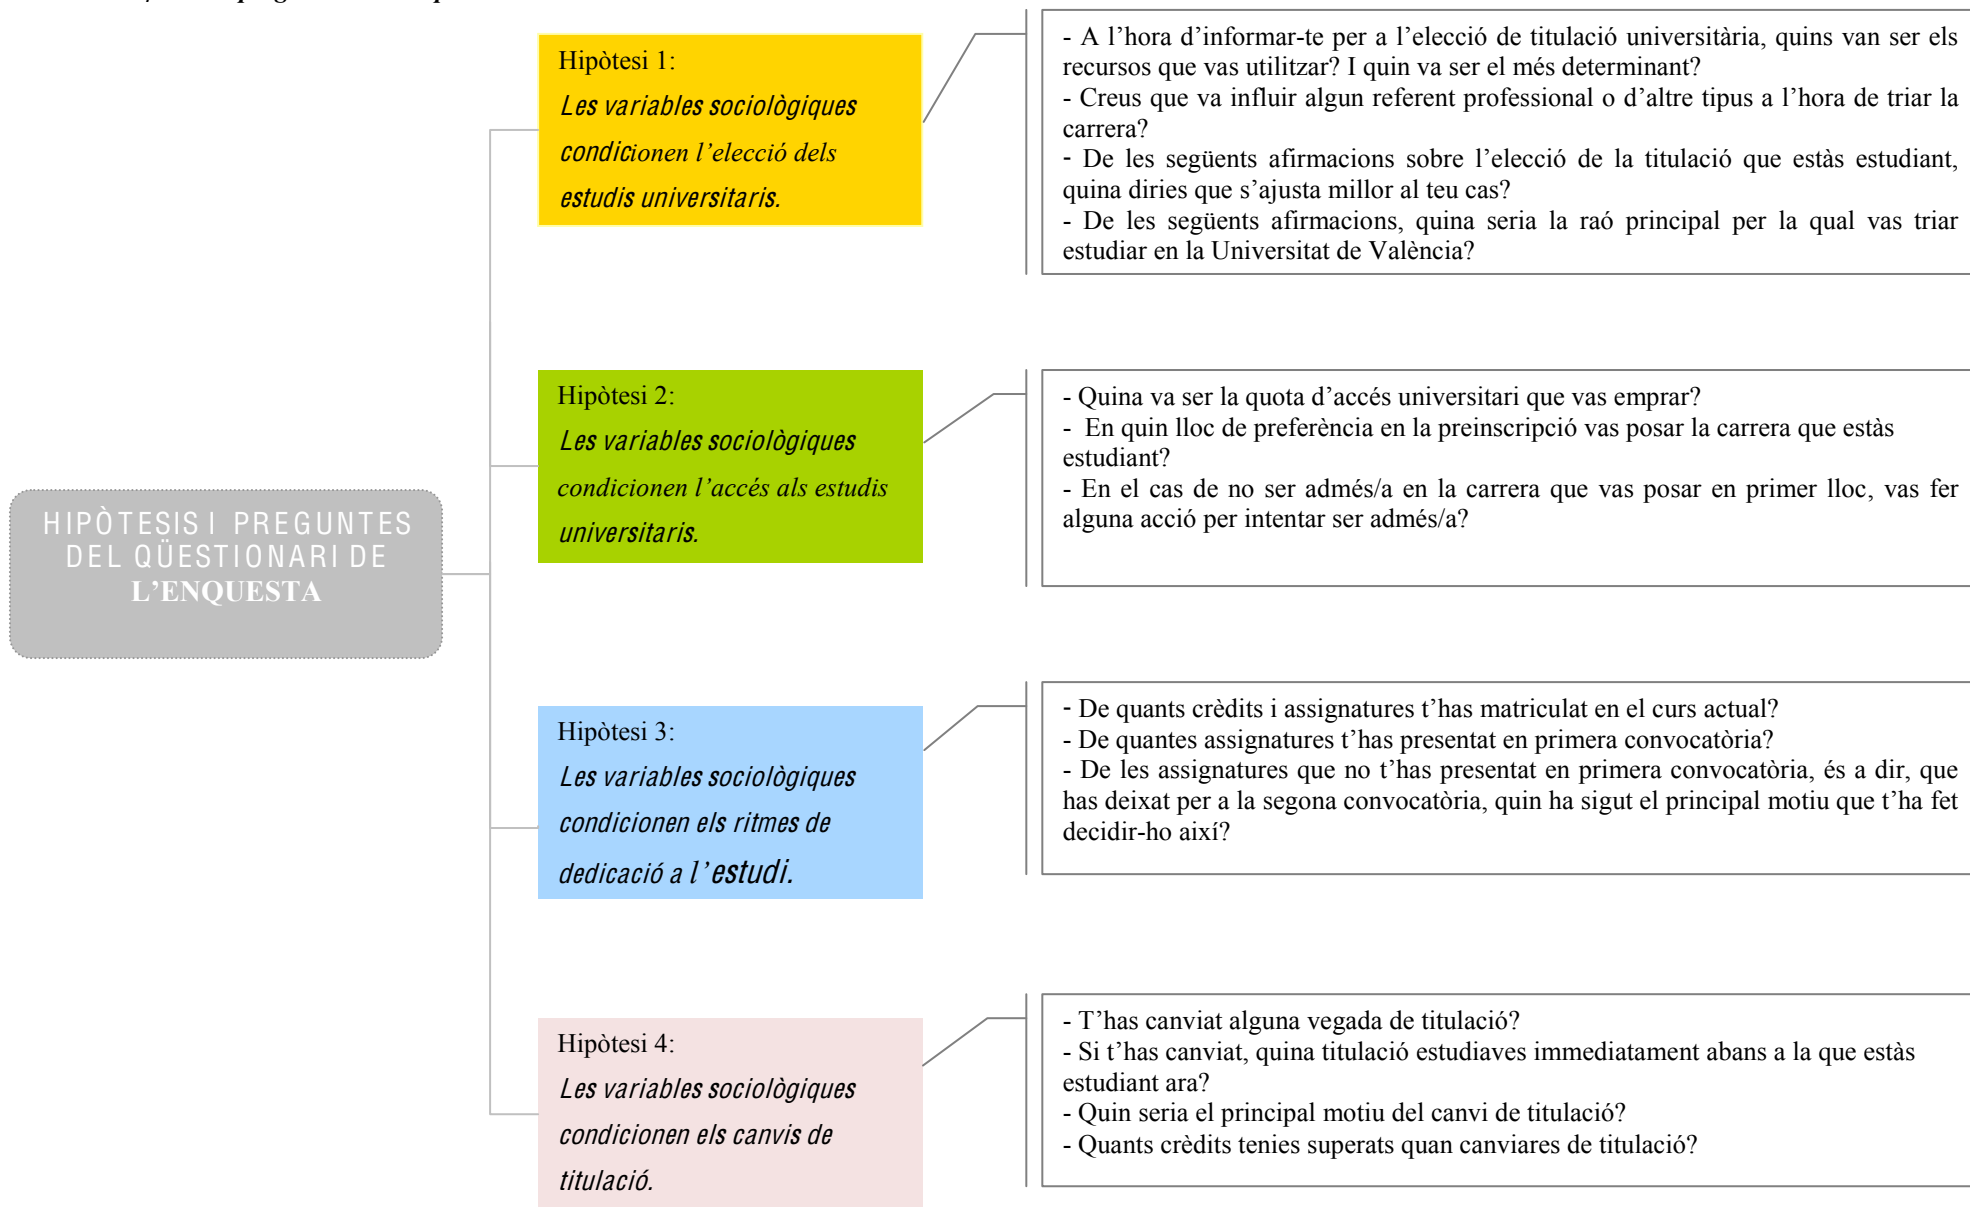 HIPÒTESIS I PREGUNTES
DEL QÜESTIONARI DE
L’ENQUESTA
Hipòtesi 1:
Les variables sociològiques
condicionen l’elecció dels
estudis universitaris.
- A l’hora d’informar-te per a l’elecció de titulació universitària, quins van ser els
recursos que vas utilitzar? I quin va ser el més determinant?
- Creus que va influir algun referent professional o d’altre tipus a l’hora de triar la
carrera?
- De les següents afirmacions sobre l’elecció de la titulació que estàs estudiant,
quina diries que s’ajusta millor al teu cas?
- De les següents afirmacions, quina seria la raó principal per la qual vas triar
estudiar en la Universitat de València?
Hipòtesi 2:
Les variables sociològiques
condicionen l’accés als estudis
universitaris.
- Quina va ser la quota d’accés universitari que vas emprar?
- En quin lloc de preferència en la preinscripció vas posar la carrera que estàs
estudiant?
- En el cas de no ser admés/a en la carrera que vas posar en primer lloc, vas fer
alguna acció per intentar ser admés/a?
Hipòtesi 3:
Les variables sociològiques
condicionen els ritmes de
dedicació a l’estudi.
- De quants crèdits i assignatures t’has matriculat en el curs actual?
- De quantes assignatures t’has presentat en primera convocatòria?
- De les assignatures que no t’has presentat en primera convocatòria, és a dir, que
has deixat per a la segona convocatòria, quin ha sigut el principal motiu que t’ha fet
decidir-ho així?
Hipòtesi 4:
Les variables sociològiques
condicionen els canvis de
titulació.
- T’has canviat alguna vegada de titulació?
- Si t’has canviat, quina titulació estudiaves immediatament abans a la que estàs
estudiant ara?
- Quin seria el principal motiu del canvi de titulació?
- Quants crèdits tenies superats quan canviares de titulació?